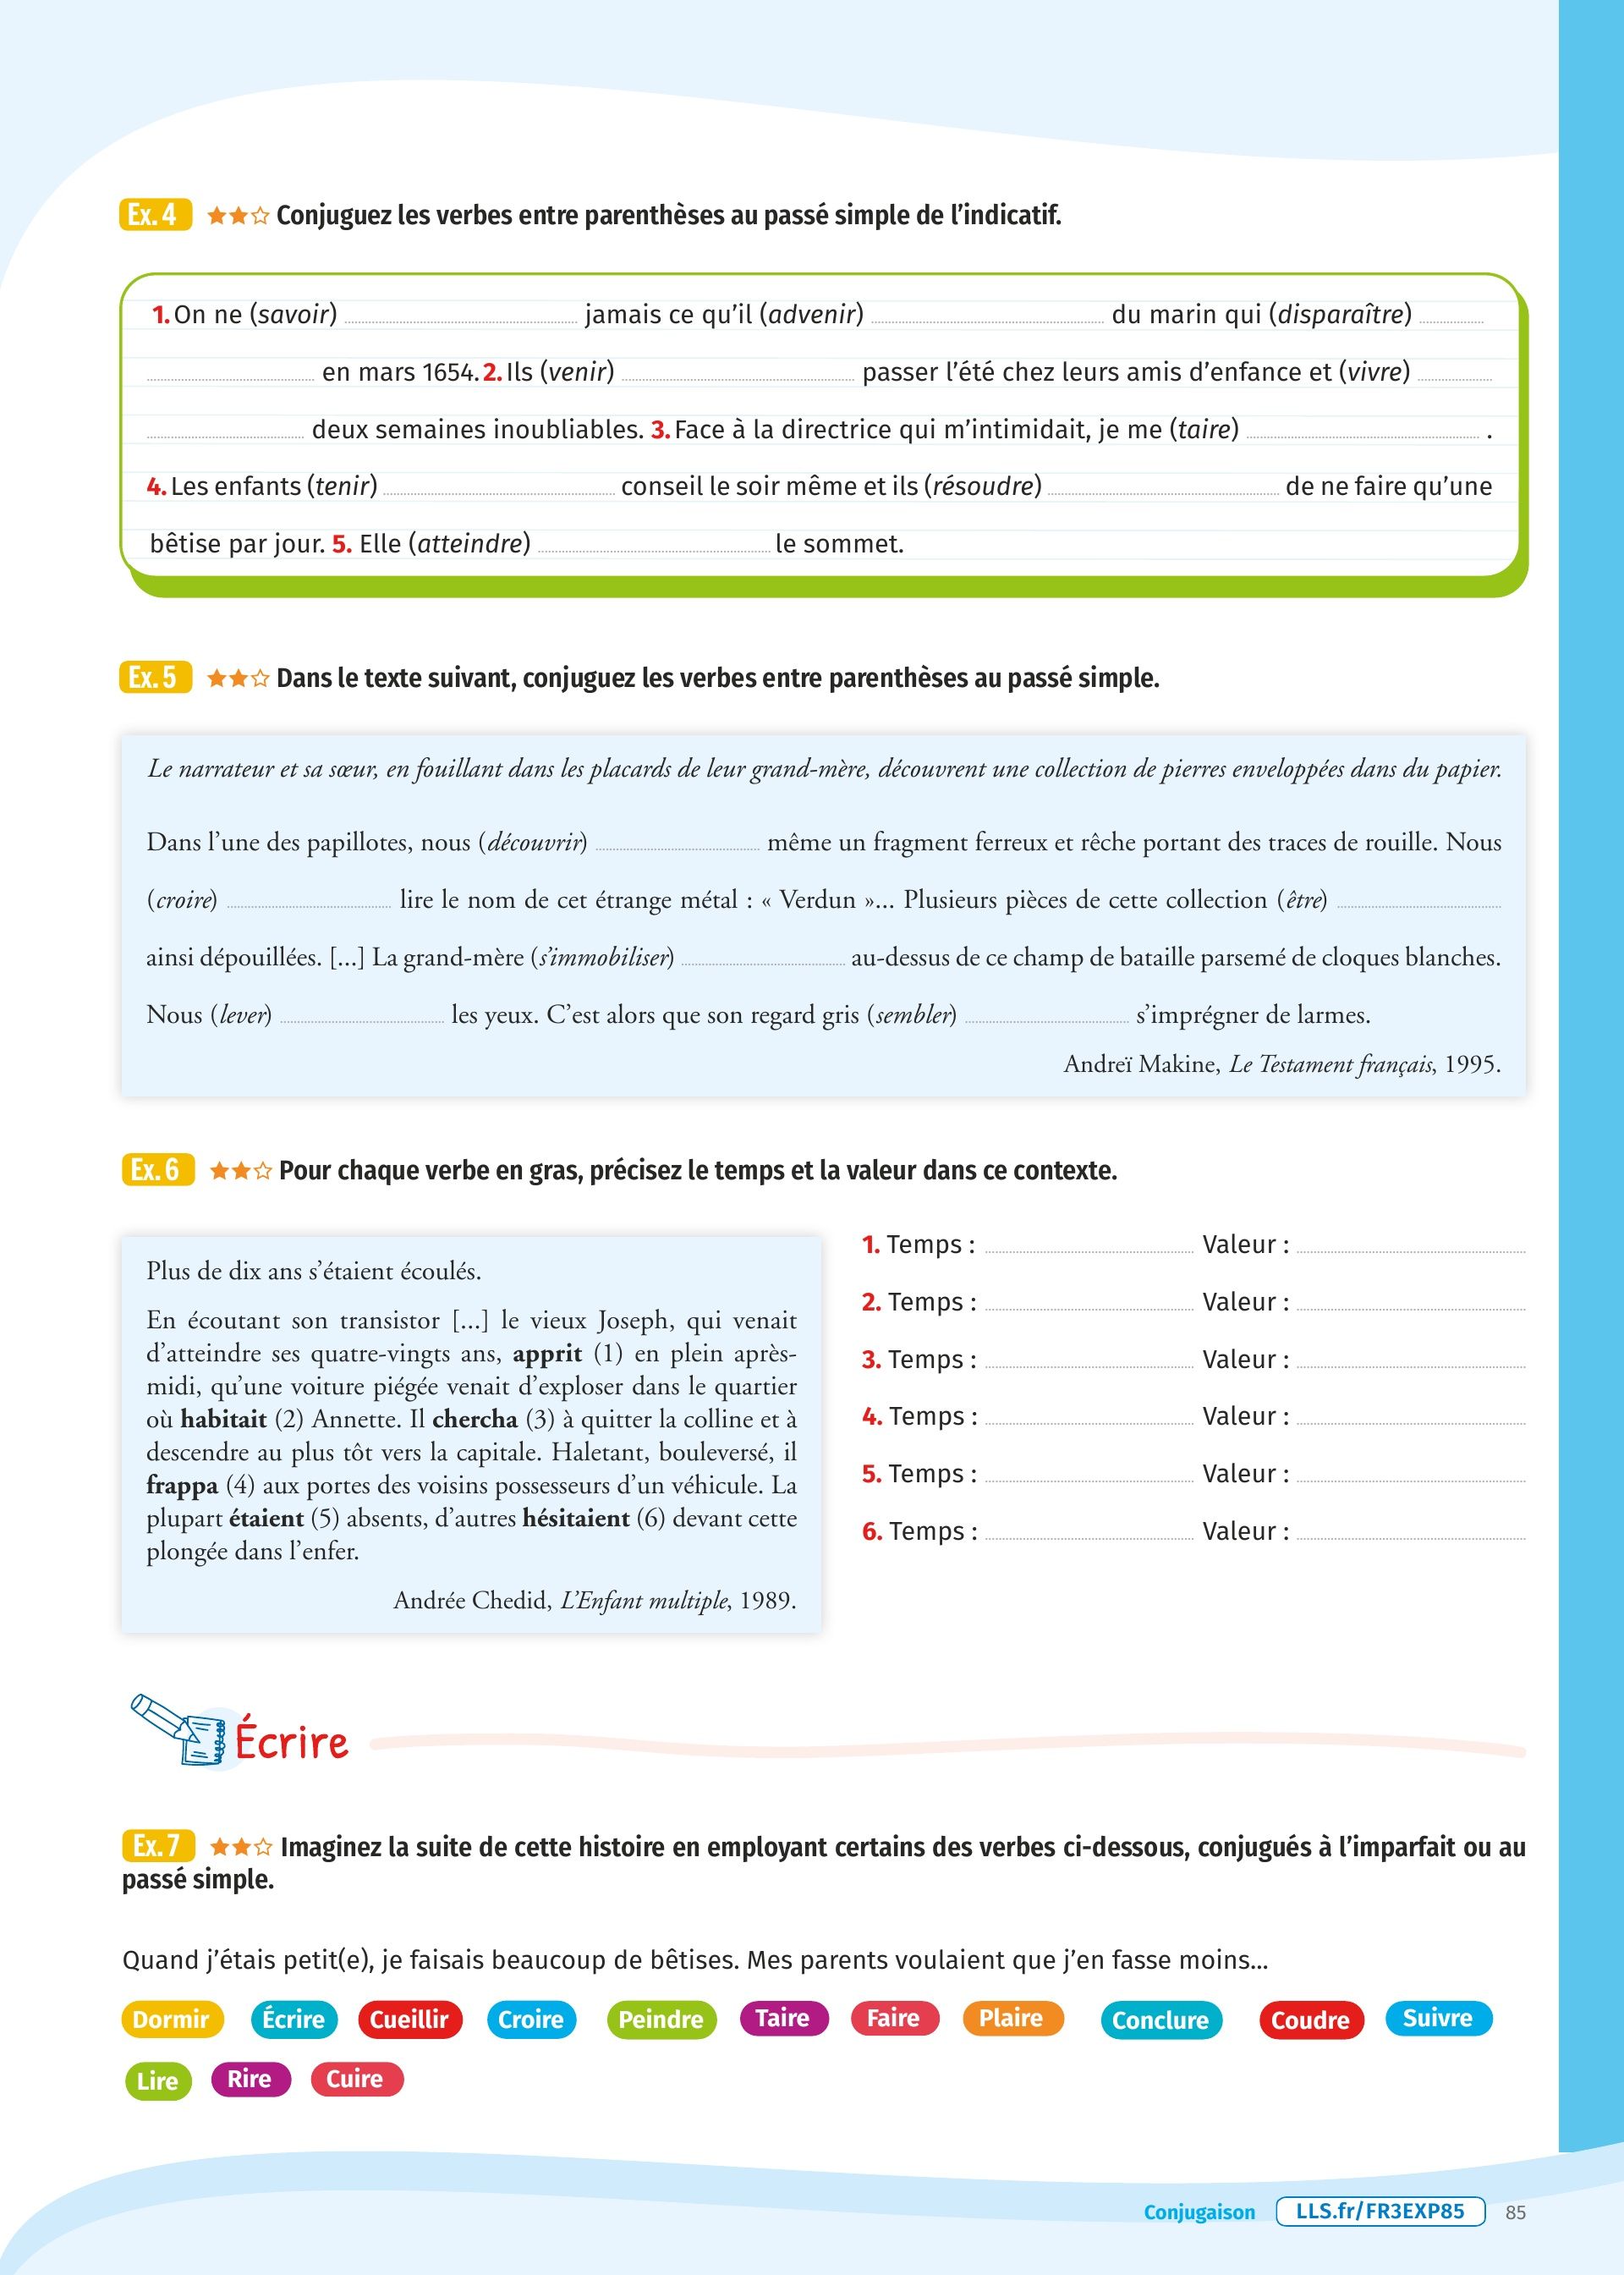 Ex. 4 ★★☆ Conjuguez les verbes entre parenthèses au passé simple de l’indicatif.
1. On ne (savoir) ........ jamais ce qu’il (advenir) ........ du marin qui (disparaître) ........
........ en mars 1654. 2. Ils (venir) ........ passer l’été chez leurs amis d’enfance et (vivre) ........
........ deux semaines inoubliables. 3. Face à la directrice qui m’intimidait, je me (taire) ........ .
4. Les enfants (tenir) ........ conseil le soir même et ils (résoudre) ........ de ne faire qu’une
bêtise par jour. 5. Elle (atteindre) ........ le sommet.
Ex. 5 ★★☆ Dans le texte suivant, conjuguez les verbes entre parenthèses au passé simple.
Le narrateur et sa sœur, en fouillant dans les placards de leur grand-mère, découvrent une collection de pierres enveloppées dans du papier.
Dans l’une des papillotes, nous (découvrir) ........ même un fragment ferreux et rêche portant des traces de rouille. Nous
(croire) ........ lire le nom de cet étrange métal : « Verdun »... Plusieurs pièces de cette collection (être) ........
ainsi dépouillées. [...] La grand-mère (s’immobiliser) ........ au-dessus de ce champ de bataille parsemé de cloques blanches.
Nous (lever) ........ les yeux. C’est alors que son regard gris (sembler) ........ s’imprégner de larmes.
Andreï Makine, Le Testament français, 1995.
Ex. 6 ★★☆ Pour chaque verbe en gras, précisez le temps et la valeur dans ce contexte.
Plus de dix ans s’étaient écoulés.
En écoutant son transistor [...] le vieux Joseph, qui venait
d’atteindre ses quatre-vingts ans, apprit (1) en plein après-
midi, qu’une voiture piégée venait d’exploser dans le quartier
où habitait (2) Annette. Il chercha (3) à quitter la colline et à
descendre au plus tôt vers la capitale. Haletant, bouleversé, il
frappa (4) aux portes des voisins possesseurs d’un véhicule. La
plupart étaient (5) absents, d’autres hésitaient (6) devant cette
plongée dans l’enfer.
Andrée Chedid, L’Enfant multiple, 1989.
1. Temps : ........ Valeur : ........
2. Temps : ........ Valeur : ........
3. Temps : ........ Valeur : ........
4. Temps : ........ Valeur : ........
5. Temps : ........ Valeur : ........
6. Temps : ........ Valeur : ........
Écrire
Ex. 7 ★★☆ Imaginez la suite de cette histoire en employant certains des verbes ci-dessous, conjugués à l’imparfait ou au
passé simple.
Quand j’étais petit(e), je faisais beaucoup de bêtises. Mes parents voulaient que j’en fasse moins...
Dormir Écrire Cueillir Croire Peindre Taire Faire Plaire Conclure Coudre Suivre
Lire Rire Cuire
Conjugaison LLS.fr/FR3EXP85 85